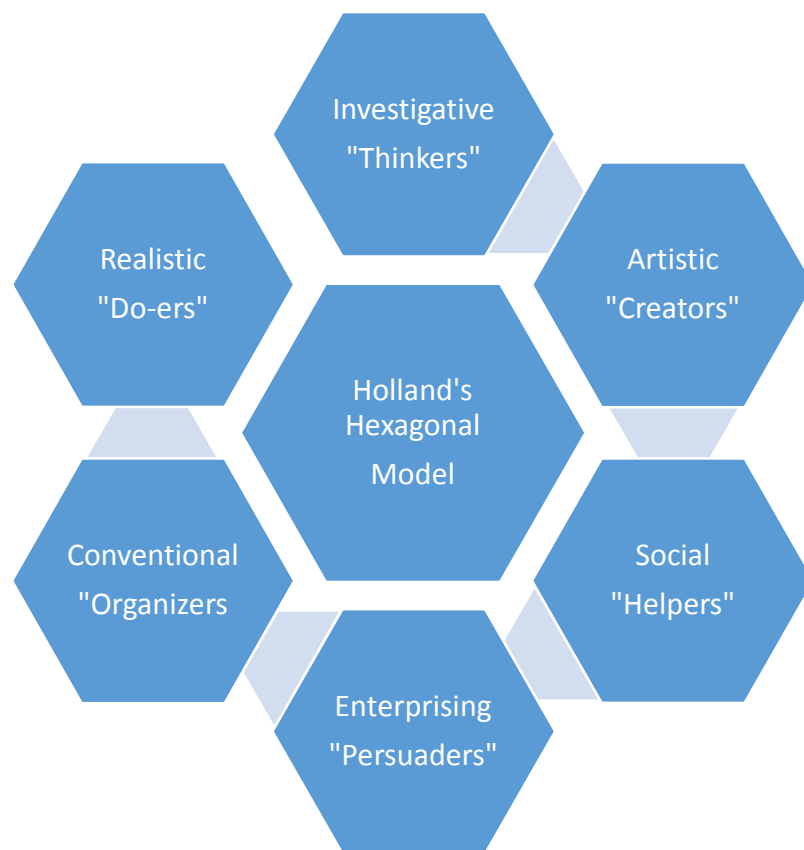 Investigative
"Thinkers"
Artistic
"Creators"
Social
"Helpers"
Enterprising
"Persuaders"
Conventional
"Organizers
Realistic
"Do-ers"
Holland's
Hexagonal
Model